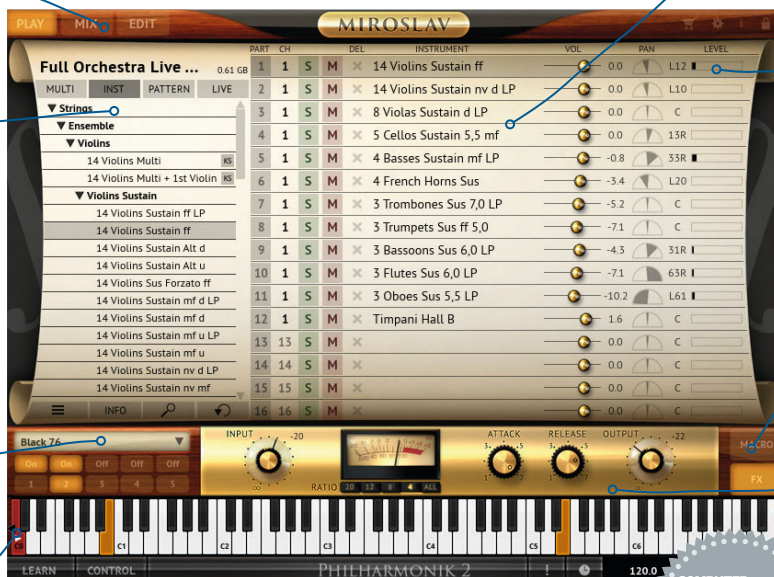 PLAY MIX EDIT MIROSLAV
PART CH DEL INSTRUMENT VOL PAN LEVEL
Full Orchestra Live ... 0.61 GB
MULTI INST PATTERN LIVE
Strings
Ensemble
Violins
14 Violins Multi KS
14 Violins Multi + 1st Violin KS
Violins Sustain
14 Violins Sustain ff LP
14 Violins Sustain ff
14 Violins Sustain Alt d
14 Violins Sustain Alt u
14 Violins Sus Forzato ff
14 Violins Sustain mf d LP
14 Violins Sustain mf d
14 Violins Sustain mf u LP
14 Violins Sustain mf u
14 Violins Sustain nv d LP
14 Violins Sustain nv mf
INFO
1 1 S M 14 Violins Sustain ff 0.0 L12
2 1 S M 14 Violins Sustain nv d LP 0.0 L10
3 1 S M 8 Violas Sustain d LP 0.0 C
4 1 S M 5 Cellos Sustain 5,5 mf 0.0 13R
5 1 S M 4 Basses Sustain mf LP -0.8 33R
6 1 S M 4 French Horns Sus -3.4 L20
7 1 S M 3 Trombones Sus 7,0 LP -5.2 C
8 1 S M 3 Trumpets Sus ff 5,0 -7.1 C
9 1 S M 3 Bassoons Sus 6,0 LP -4.3 31R
10 1 S M 3 Flutes Sus 6,0 LP -7.1 63R
11 1 S M 3 Oboes Sus 5,5 LP -10.2 L61
12 1 S M Timpani Hall B 1.6 C
13 13 S M 0.0 C
14 14 S M 0.0 C
15 15 S M 0.0 C
16 16 S M 0.0 C
Black 76
On On Off Off Off
1 2 3 4 5
INPUT -20 ∞
RATIO 20 12 8 4 ALL
ATTACK 3 5 1 7
RELEASE 3 5 1 7
OUTPUT -22 ∞
MACRO
FX
C0 C1 C2 C3 C4 C5 C6
LEARN CONTROL PHILHARMONIK 2 ! 120.0